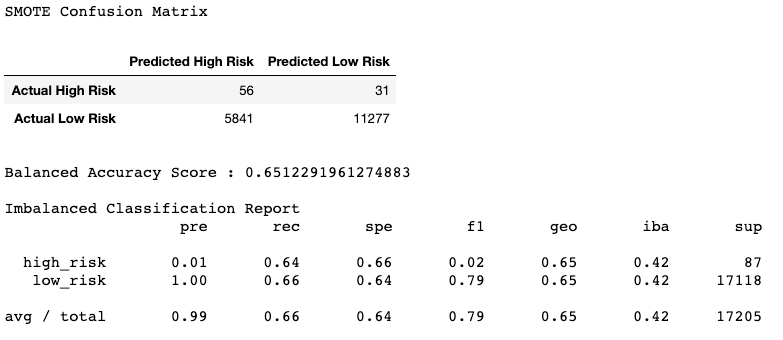 SMOTE Confusion Matrix
Predicted High Risk Predicted Low Risk
Actual High Risk 56 31
Actual Low Risk 5841 11277
Balanced Accuracy Score : 0.6512291961274883
Imbalanced Classification Report
pre rec spe f1 geo iba sup
high_risk 0.01 0.64 0.66 0.02 0.65 0.42 87
low_risk 1.00 0.66 0.64 0.79 0.65 0.42 17118
avg / total 0.99 0.66 0.64 0.79 0.65 0.42 17205